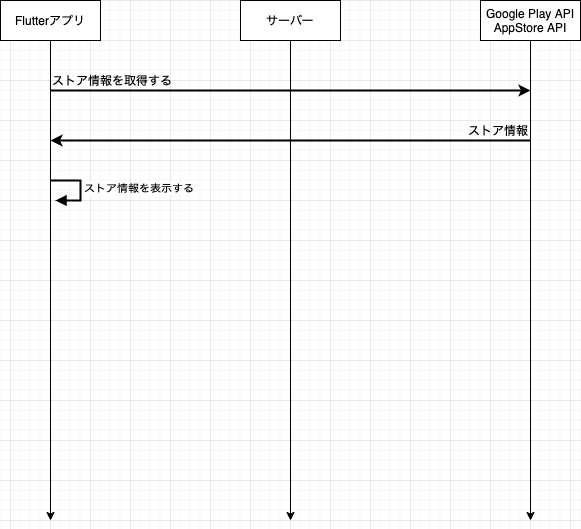 Flutterアプリ
サーバー
Google Play API
AppStore API
ストア情報を取得する
ストア情報
ストア情報を表示する